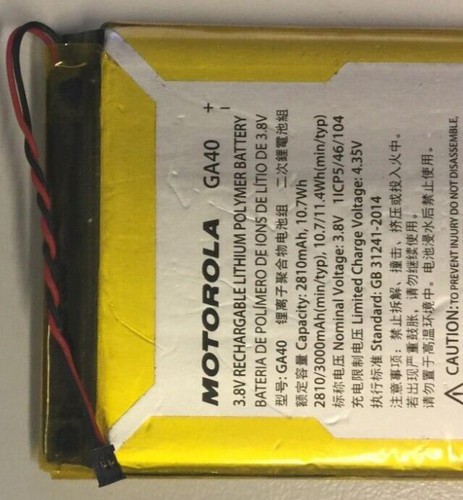 MOTOROLA GA40 + −
3.8V RECHARGABLE LITHIUM POLYMER BATTERY
BATERIA DE POLÍMERO DE IONS DE LÍTIO DE 3.8V
型号: GA40 锂离子聚合物电池组 二次鋰電池組
额定容量 Capacity: 2810mAh, 10.7Wh
2810/3000mAh(min/typ), 10.7/11.4Wh(min/typ)
标称电压 Nominal Voltage: 3.8V 1ICP5/46/104
充电限制电压 Limited Charge Voltage: 4.35V
执行标准 Standard: GB 31241-2014
注意事项: 禁止拆解、撞击、挤压或投入火中。
若出现严重鼓胀, 请勿继续使用。
请勿置于高温环境中。电池浸水后禁止使用。
CAUTION: TO PREVENT INJURY, DO